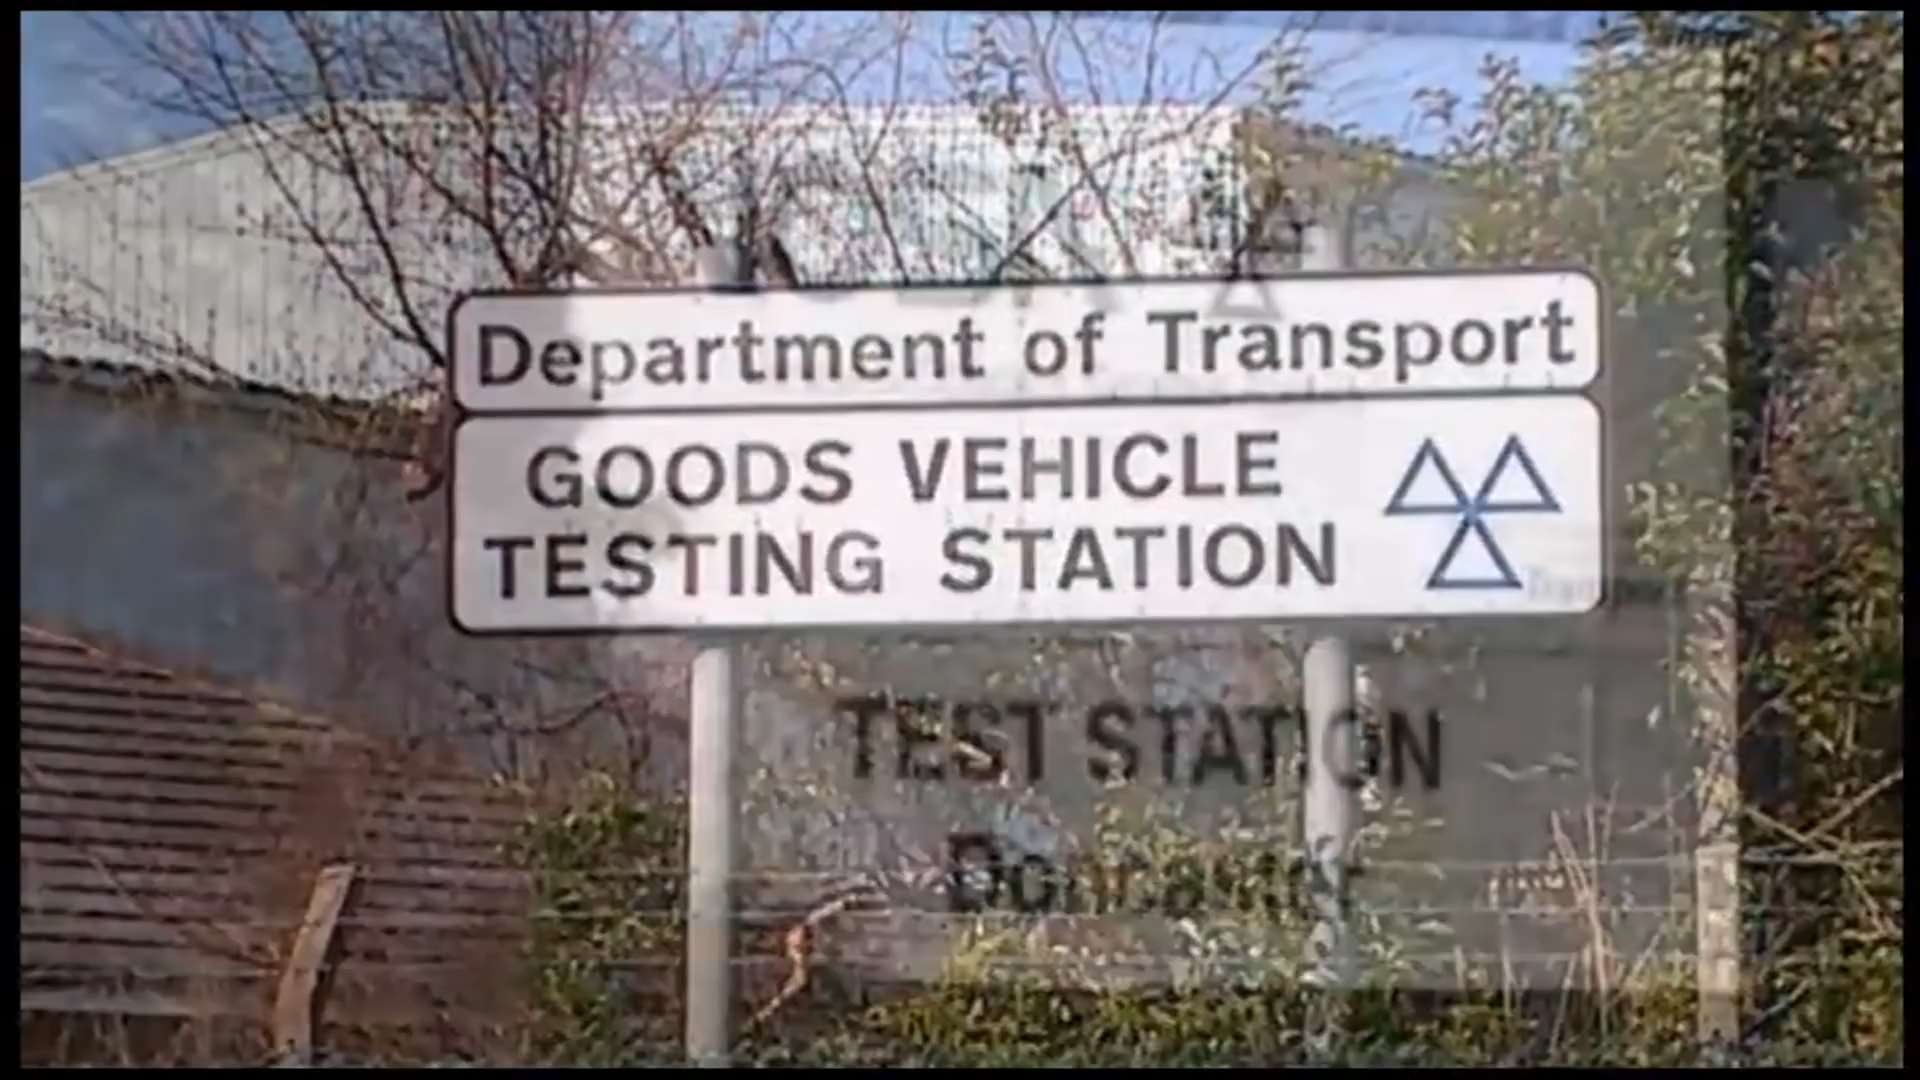 Department of Transport
GOODS VEHICLE
TESTING STATION
TEST STATION